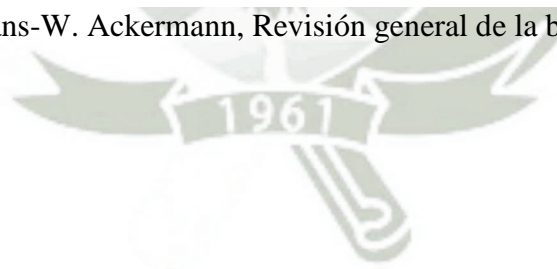 ns-W. Ackermann, Revisión general de la b
1961